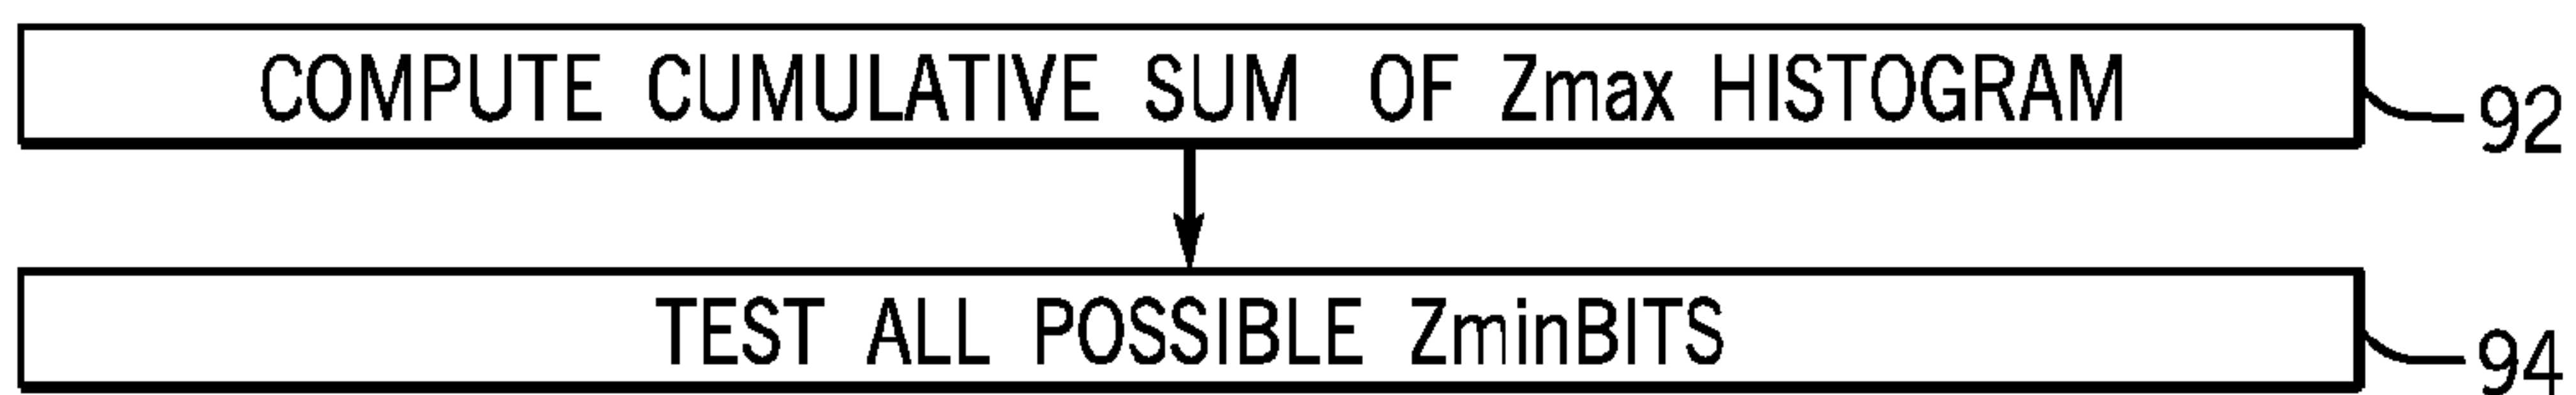 COMPUTE CUMULATIVE SUM OF Zmax HISTOGRAM
92
TEST ALL POSSIBLE ZminBITS
94